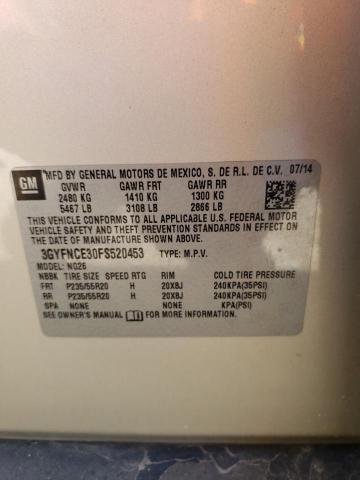 GM
MFD BY GENERAL MOTORS DE MEXICO, S. DE R.L. DE C.V. 07/14
GVWR GAWR FRT GAWR RR
2480 KG 1410 KG 1300 KG
5467 LB 3108 LB 2866 LB
THIS VEHICLE CONFORMS TO ALL APPLICABLE U.S. FEDERAL MOTOR
VEHICLE SAFETY AND THEFT PREVENTION STANDARDS IN EFFECT ON
THE DATE OF MANUFACTURE SHOWN ABOVE.
3GYFNCE30FS520453 TYPE: M.P.V.
MODEL: NG26
NBBK TIRE SIZE SPEED RTG RIM COLD TIRE PRESSURE
FRT P235/55R20 H 20X8J 240KPA(35PSI)
RR P235/55R20 H 20X8J 240KPA(35PSI)
SPA NONE NONE KPA(PSI)
SEE OWNER'S MANUAL FOR MORE INFORMATION.